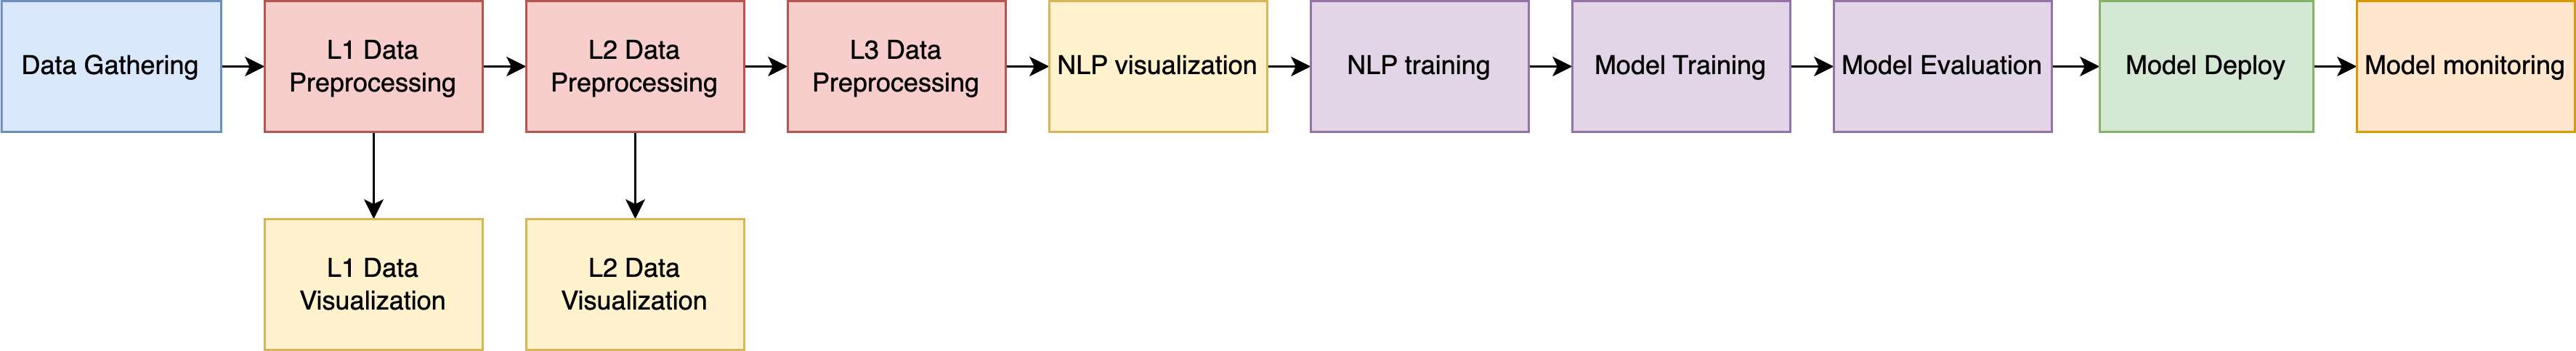 Data Gathering
L1 Data
Preprocessing
L2 Data
Preprocessing
L3 Data
Preprocessing
NLP visualization
NLP training
Model Training
Model Evaluation
Model Deploy
Model monitoring
L1 Data
Visualization
L2 Data
Visualization